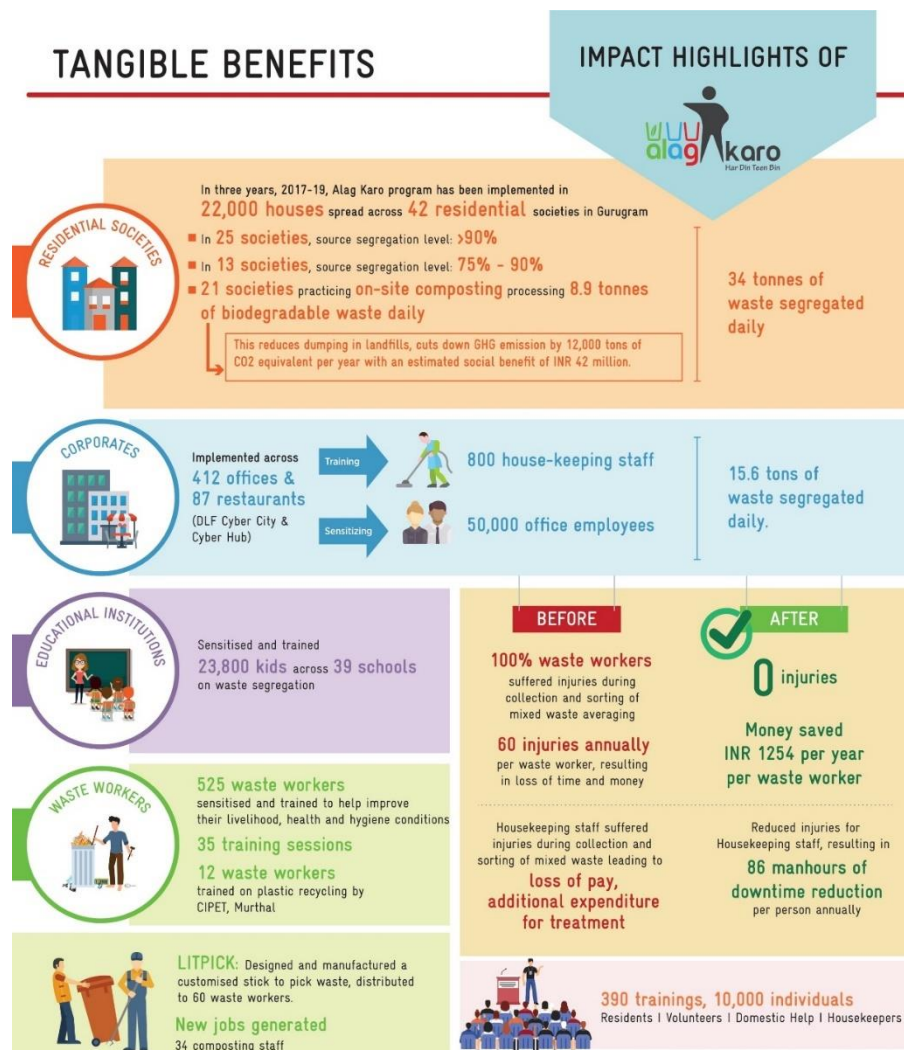 TANGIBLE BENEFITS
IMPACT HIGHLIGHTS OF
alag karo
Har Din Teen Bin
RESIDENTIAL SOCIETIES
In three years, 2017-19, Alag Karo program has been implemented in
22,000 houses spread across 42 residential societies in Gurugram
In 25 societies, source segregation level: >90%
In 13 societies, source segregation level: 75% - 90%
21 societies practicing on-site composting processing 8.9 tonnes
of biodegradable waste daily
This reduces dumping in landfills, cuts down GHG emission by 12,000 tons of
CO2 equivalent per year with an estimated social benefit of INR 42 million.
34 tonnes of
waste segregated
daily
CORPORATES
Implemented across
412 offices &
87 restaurants
(DLF Cyber City &
Cyber Hub)
Training
800 house-keeping staff
Sensitizing
50,000 office employees
15.6 tons of
waste segregated
daily.
EDUCATIONAL INSTITUTIONS
Sensitised and trained
23,800 kids across 39 schools
on waste segregation
WASTE WORKERS
525 waste workers
sensitised and trained to help improve
their livelihood, health and hygiene conditions
35 training sessions
12 waste workers
trained on plastic recycling by
CIPET, Murthal
LITPICK: Designed and manufactured a
customised stick to pick waste, distributed
to 60 waste workers.
New jobs generated
34 composting staff
BEFORE
100% waste workers
suffered injuries during
collection and sorting of
mixed waste averaging
60 injuries annually
per waste worker, resulting
in loss of time and money
Housekeeping staff suffered
injuries during collection and
sorting of mixed waste leading to
loss of pay,
additional expenditure
for treatment
AFTER
0 injuries
Money saved
INR 1254 per year
per waste worker
Reduced injuries for
Housekeeping staff, resulting in
86 manhours of
downtime reduction
per person annually
390 trainings, 10,000 individuals
Residents I Volunteers I Domestic Help I Housekeepers